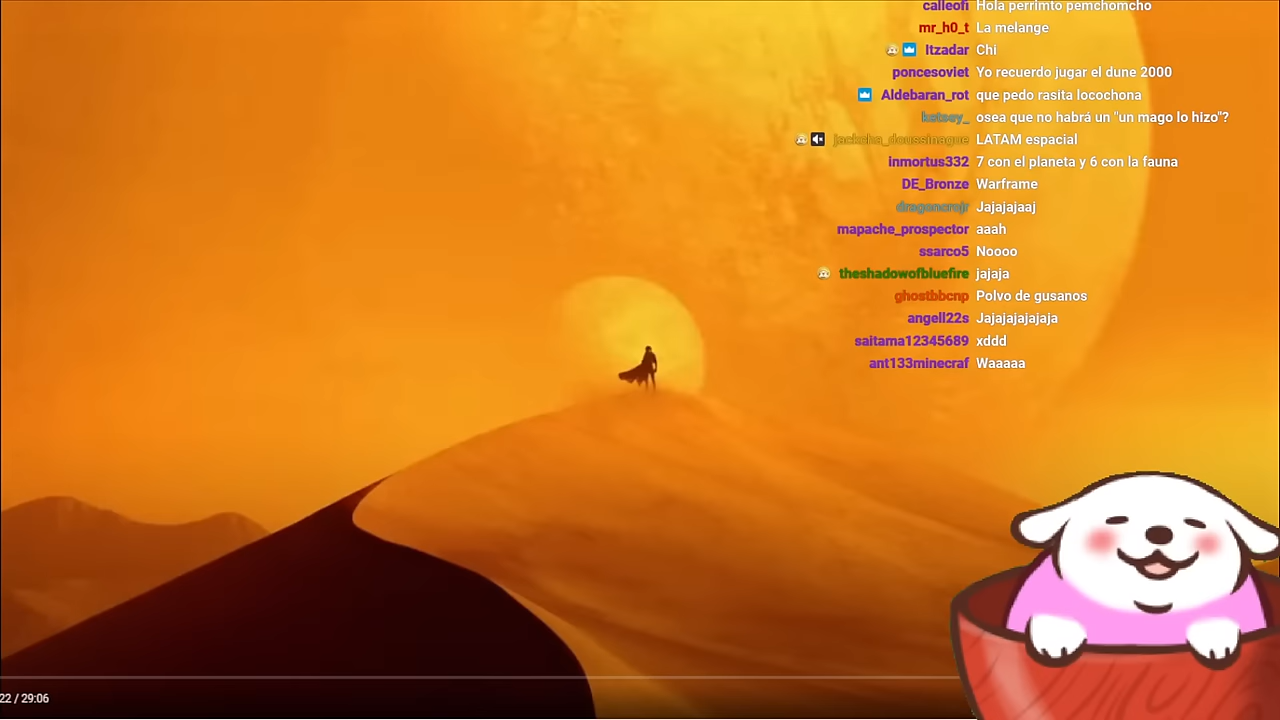 calleofi Hola perrimto pemchomcho
mr_h0_t La melange
Itzadar Chi
poncesoviet Yo recuerdo jugar el dune 2000
Aldebaran_rot que pedo rasita locochona
ketsey_ osea que no habrá un "un mago lo hizo"?
jacksha_doussinague LATAM espacial
inmortus332 7 con el planeta y 6 con la fauna
DE_Bronze Warframe
dragoncrojr Jajajajaaj
mapache_prospector aaah
ssarco5 Noooo
theshadowofbluefire jajaja
ghostbbcnp Polvo de gusanos
angell22s Jajajajajajaja
saitama12345689 xddd
ant133minecraf Waaaaa
22 / 29:06